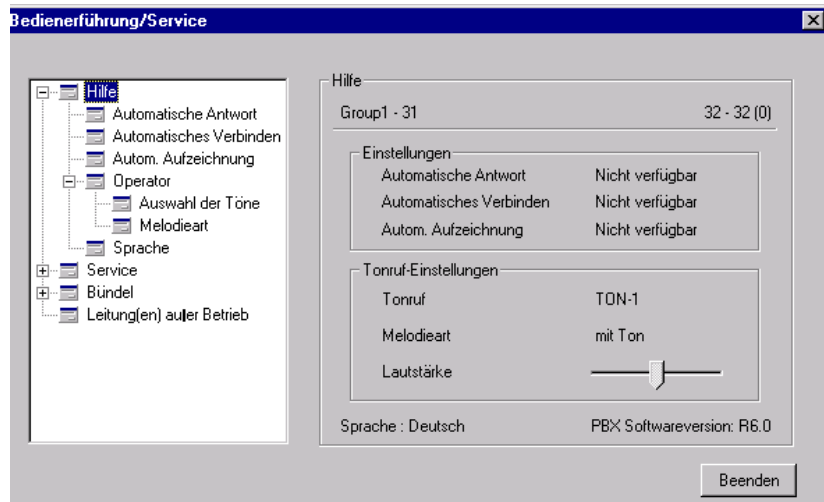 Bedienerführung/Service
Hilfe
Automatische Antwort
Automatisches Verbinden
Autom. Aufzeichnung
Operator
Auswahl der Töne
Melodieart
Sprache
Service
Bündel
Leitung(en) auler Betrieb
Hilfe
Group1 - 31 32 - 32 (0)
Einstellungen
Automatische Antwort Nicht verfügbar
Automatisches Verbinden Nicht verfügbar
Autom. Aufzeichnung Nicht verfügbar
Tonruf-Einstellungen
Tonruf TON-1
Melodieart mit Ton
Lautstärke
Sprache : Deutsch PBX Softwareversion: R6.0
Beenden